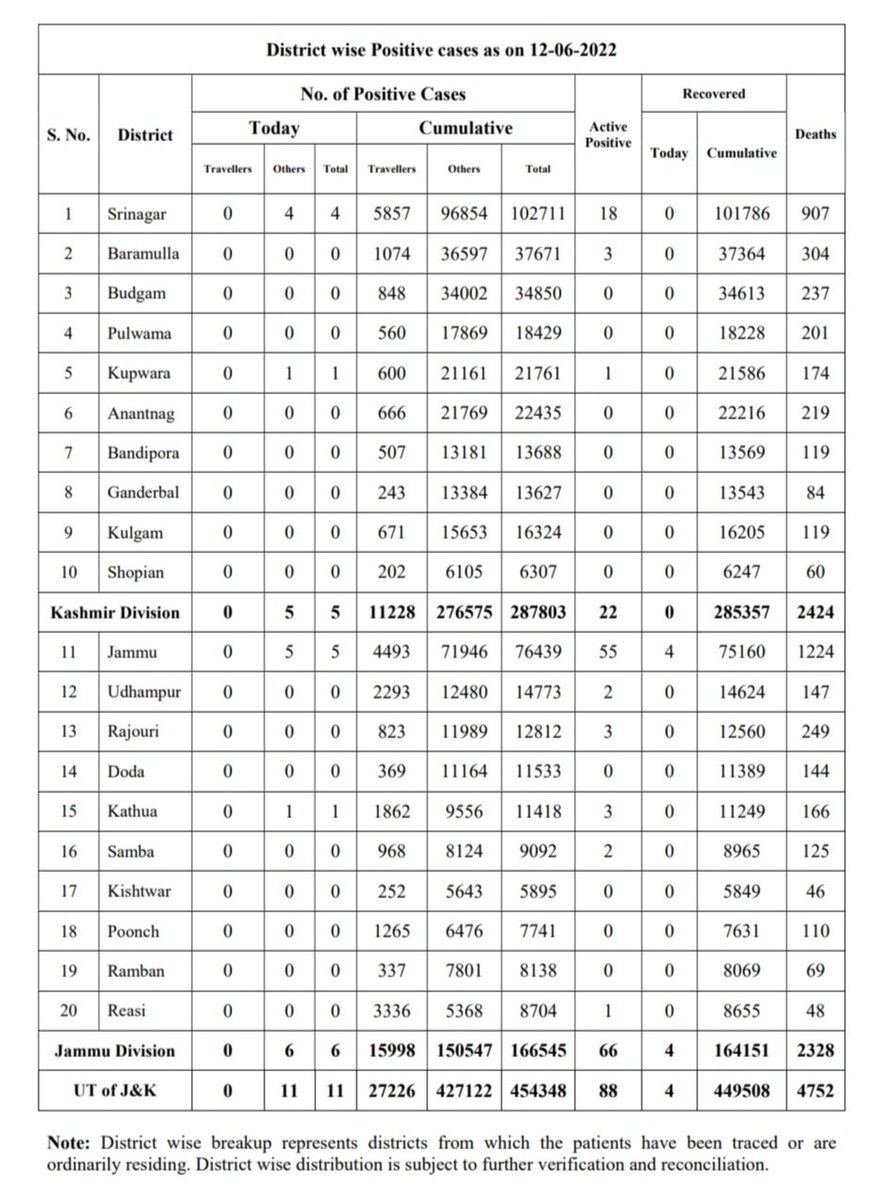 District wise Positive cases as on 12-06-2022
S. No. District No. of Positive Cases Active Positive Recovered Deaths
Today Cumulative Today Cumulative
Travellers Others Total Travellers Others Total
1 Srinagar 0 4 4 5857 96854 102711 18 0 101786 907
2 Baramulla 0 0 0 1074 36597 37671 3 0 37364 304
3 Budgam 0 0 0 848 34002 34850 0 0 34613 237
4 Pulwama 0 0 0 560 17869 18429 0 0 18228 201
5 Kupwara 0 1 1 600 21161 21761 1 0 21586 174
6 Anantnag 0 0 0 666 21769 22435 0 0 22216 219
7 Bandipora 0 0 0 507 13181 13688 0 0 13569 119
8 Ganderbal 0 0 0 243 13384 13627 0 0 13543 84
9 Kulgam 0 0 0 671 15653 16324 0 0 16205 119
10 Shopian 0 0 0 202 6105 6307 0 0 6247 60
Kashmir Division 0 5 5 11228 276575 287803 22 0 285357 2424
11 Jammu 0 5 5 4493 71946 76439 55 4 75160 1224
12 Udhampur 0 0 0 2293 12480 14773 2 0 14624 147
13 Rajouri 0 0 0 823 11989 12812 3 0 12560 249
14 Doda 0 0 0 369 11164 11533 0 0 11389 144
15 Kathua 0 1 1 1862 9556 11418 3 0 11249 166
16 Samba 0 0 0 968 8124 9092 2 0 8965 125
17 Kishtwar 0 0 0 252 5643 5895 0 0 5849 46
18 Poonch 0 0 0 1265 6476 7741 0 0 7631 110
19 Ramban 0 0 0 337 7801 8138 0 0 8069 69
20 Reasi 0 0 0 3336 5368 8704 1 0 8655 48
Jammu Division 0 6 6 15998 150547 166545 66 4 164151 2328
UT of J&K 0 11 11 27226 427122 454348 88 4 449508 4752
Note: District wise breakup represents districts from which the patients have been traced or are
ordinarily residing. District wise distribution is subject to further verification and reconciliation.